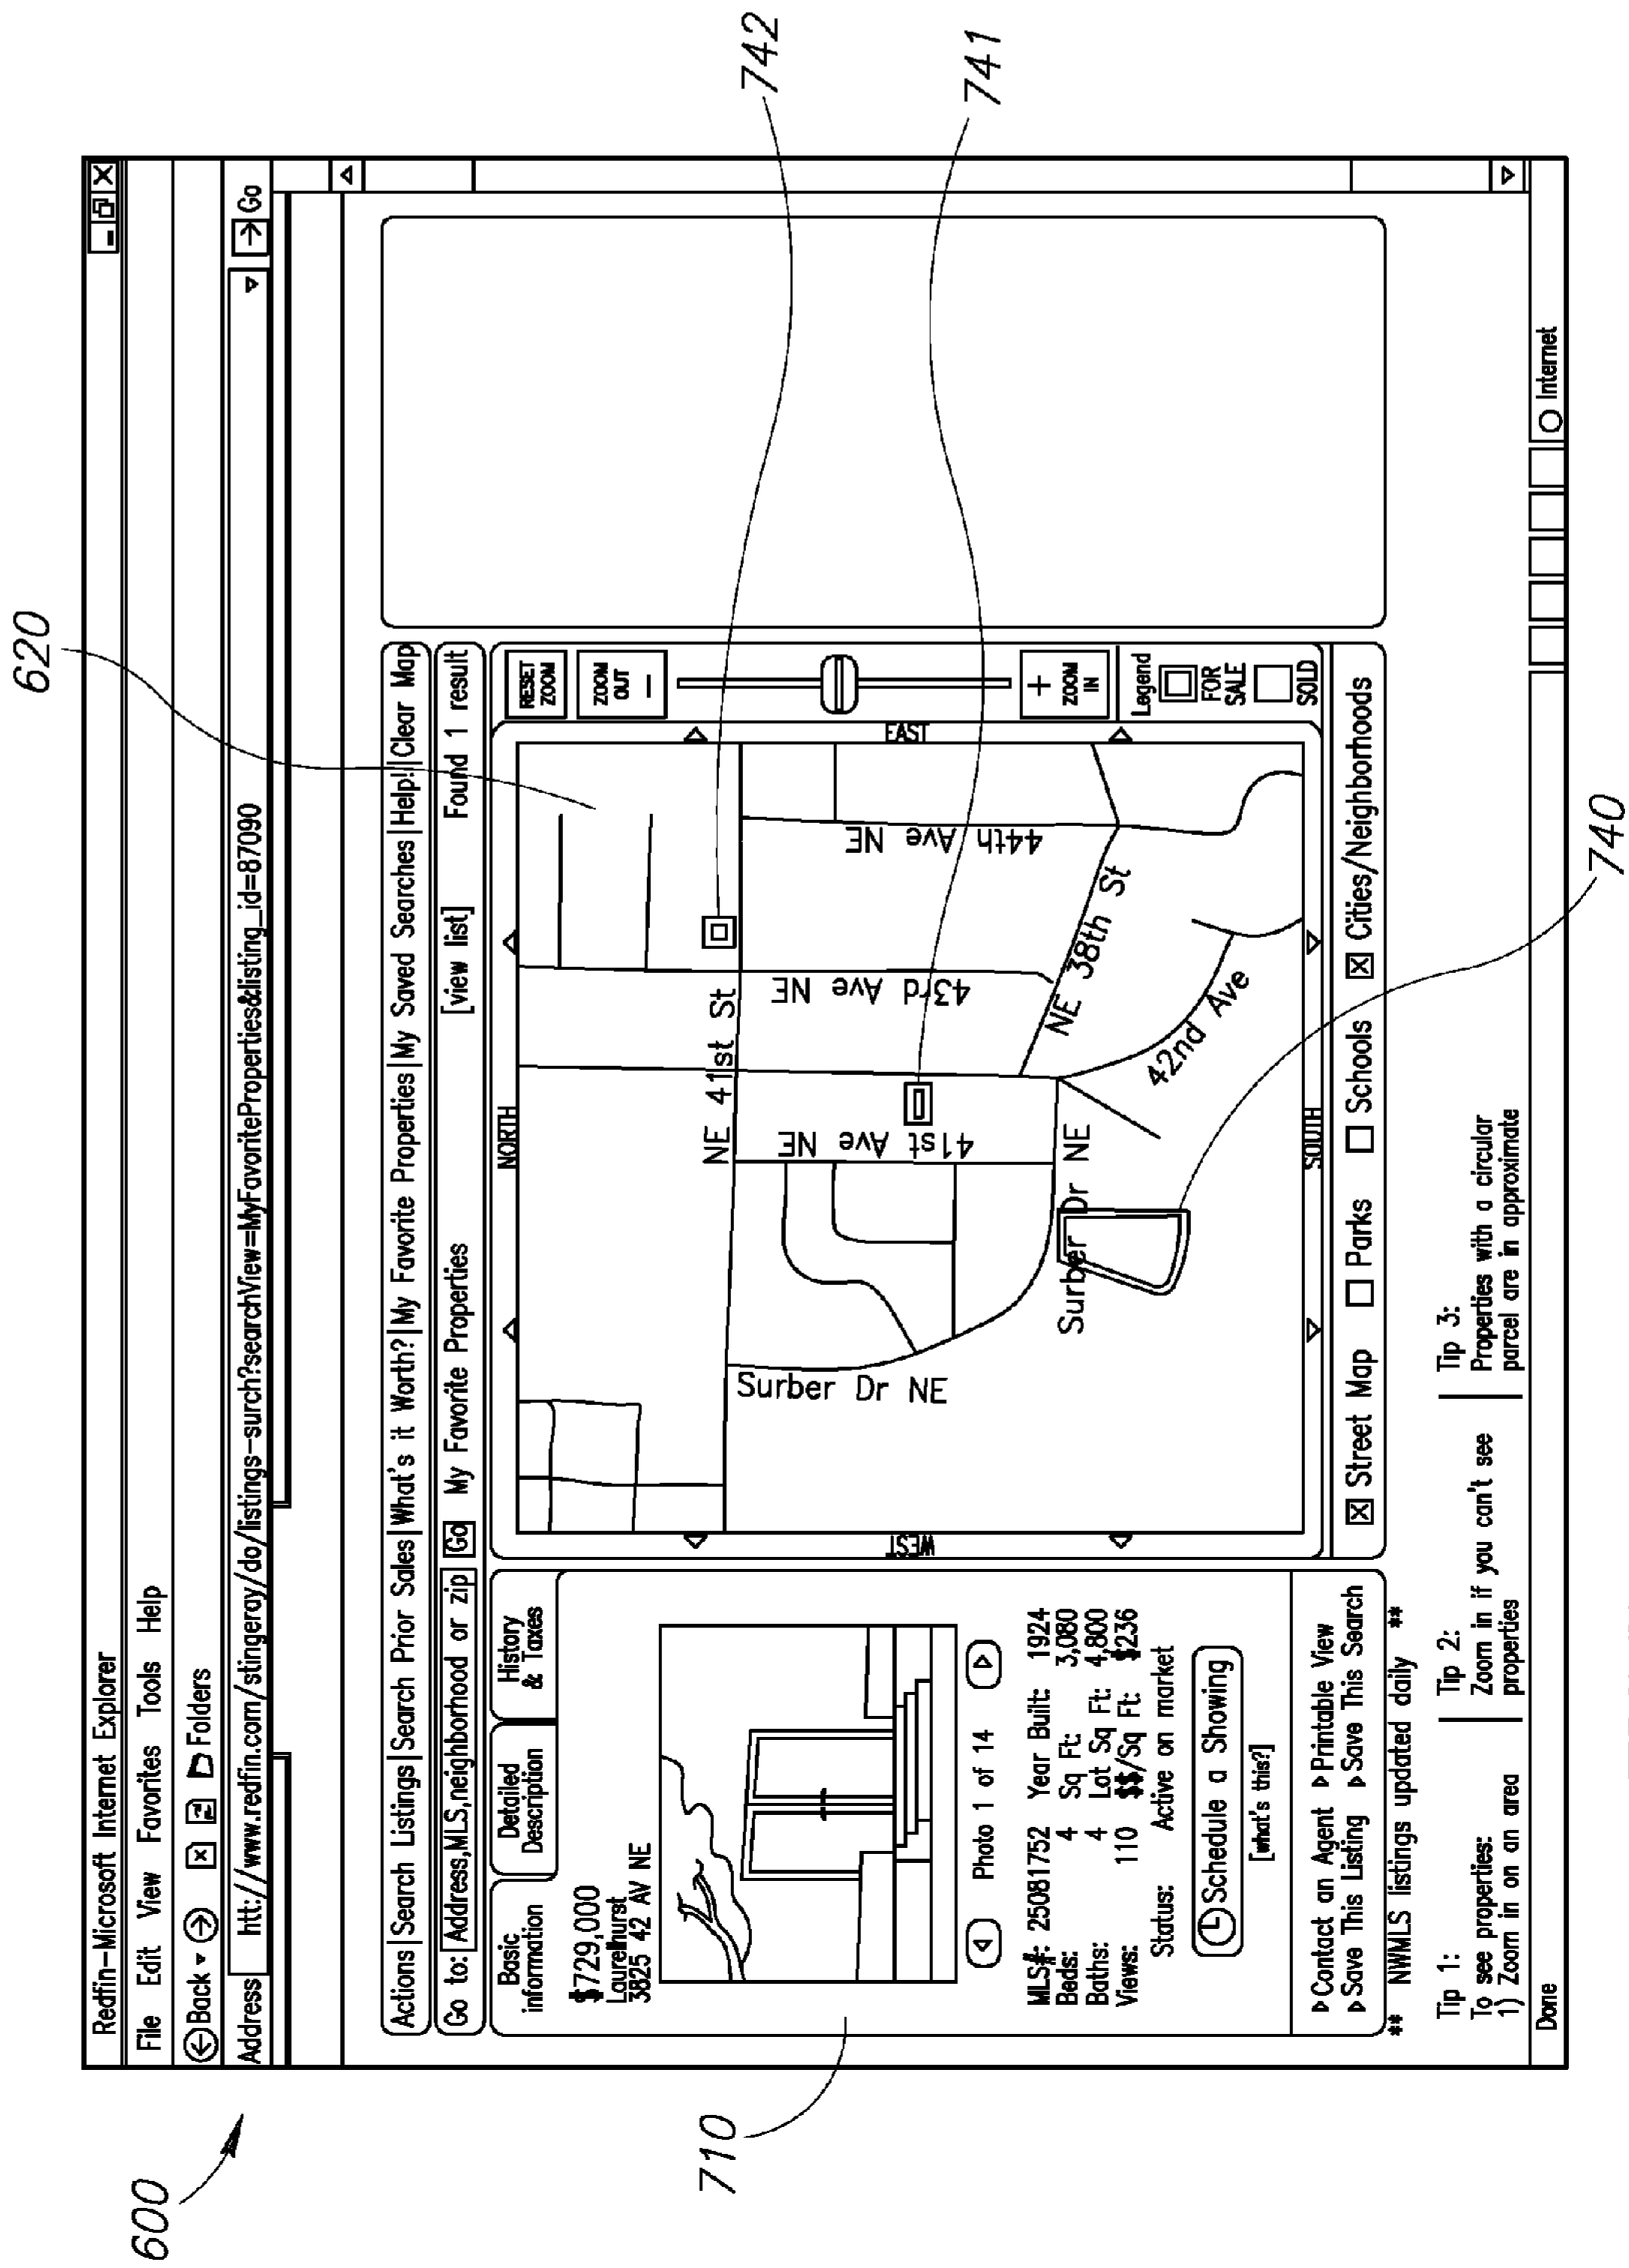 600
620
742
741
Redfin-Microsoft Internet Explorer
File Edit View Favorites Tools Help
Back Folders
Address htt://www.redfin.com/stingeray/do/listings-surch?searchView=MyFavoriteProperties&listing_id=87090 Go
Actions|Search Listings|Search Prior Sales|What's it Worth?|My Favorite Properties|My Saved Searches|Help!|Clear Map
Go to: Address,MLS,neighborhood or zip Go My Favorite Properties [view list] Found 1 result
Basic information
Detailed Description
History & Taxes
$729,000
Laurelhurst
3825 42 AV NE
Photo 1 of 14
MLS#: 25081752 Year Built: 1924
Beds: 4 Sq Ft: 3,080
Baths: 4 Lot Sq Ft: 4,800
Views: 110 $$/Sq Ft: $236
Status: Active on market
Schedule a Showing
[what's this?]
Contact an Agent Printable View
Save This Listing Save This Search
** NWMLS listings updated daily **
710
NORTH
WEST
EAST
SOUTH
NE 41st St
41st Ave NE
43rd Ave NE
44th Ave NE
Surber Dr NE
Surber Dr NE
NE 38th St
42nd Ave
RESET ZOOM
ZOOM OUT
−
+
ZOOM IN
Legend
FOR SALE
SOLD
Street Map Parks Schools Cities/Neighborhoods
740
Tip 1:
To see properties:
1) Zoom in on an area
Tip 2:
Zoom in if you can't see
properties
Tip 3:
Properties with a circular
parcel are in approximate
Done Internet